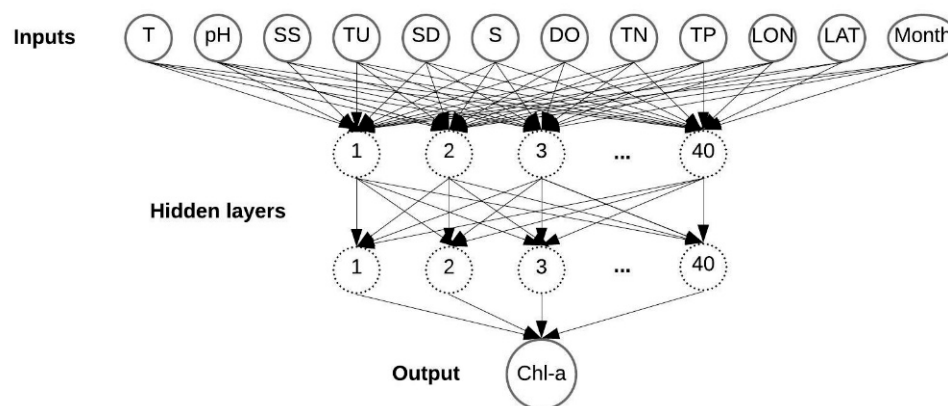 Inputs T pH SS TU SD S DO TN TP LON LAT Month
1 2 3 ... 40
Hidden layers
1 2 3 ... 40
Output Chl-a